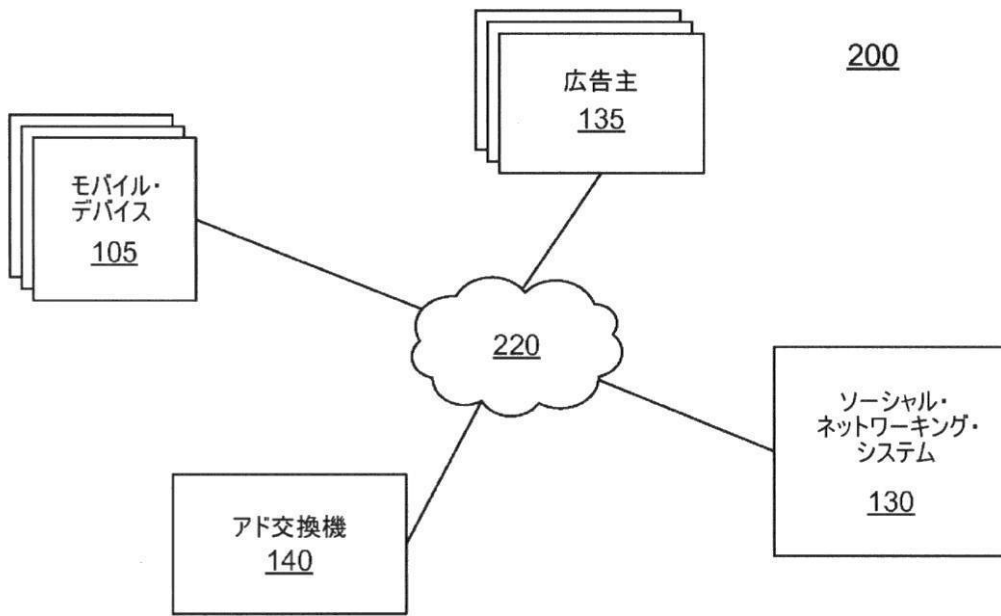 200
広告主
135
モバイル・
デバイス
105
220
ソーシャル・
ネットワーキング・
システム
130
アド交換機
140